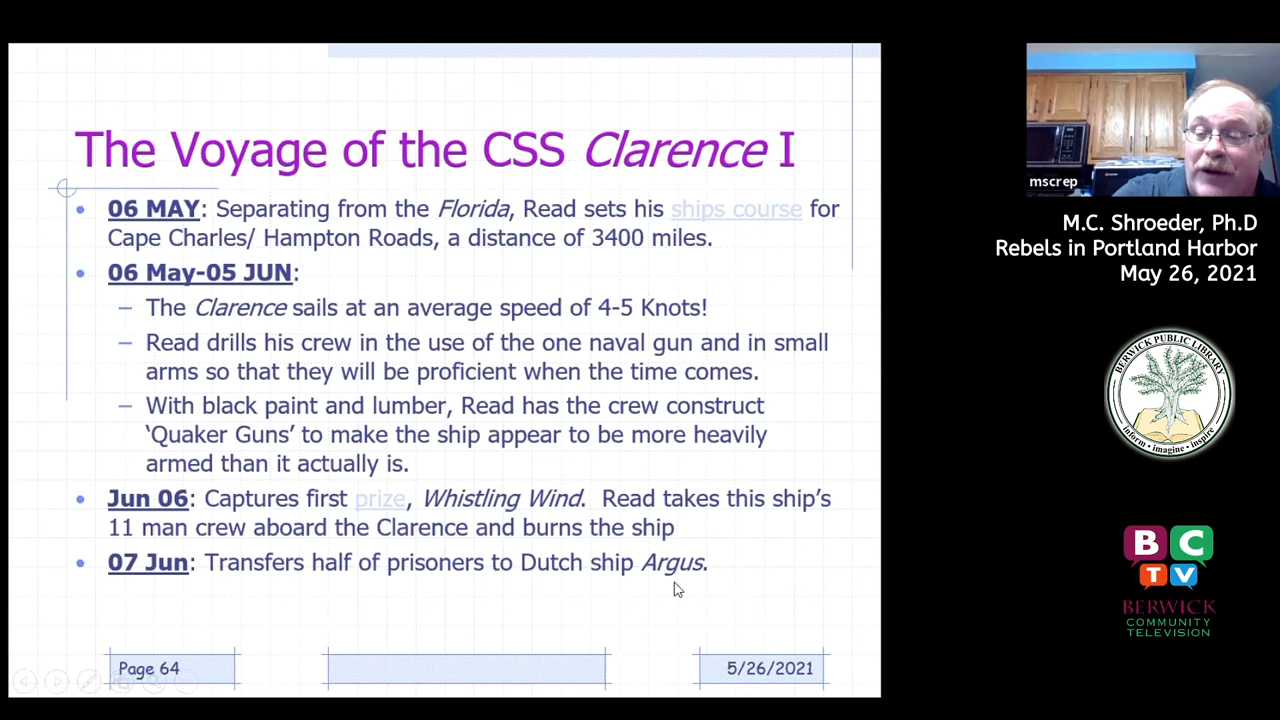 The Voyage of the CSS Clarence I
06 MAY: Separating from the Florida, Read sets his ships course for
Cape Charles/ Hampton Roads, a distance of 3400 miles.
06 May-05 JUN:
– The Clarence sails at an average speed of 4-5 Knots!
– Read drills his crew in the use of the one naval gun and in small
arms so that they will be proficient when the time comes.
– With black paint and lumber, Read has the crew construct
‘Quaker Guns’ to make the ship appear to be more heavily
armed than it actually is.
Jun 06: Captures first prize, Whistling Wind.  Read takes this ship’s
11 man crew aboard the Clarence and burns the ship
07 Jun: Transfers half of prisoners to Dutch ship Argus.
Page 64
5/26/2021
mscrep
M.C. Shroeder, Ph.D
Rebels in Portland Harbor
May 26, 2021
BERWICK PUBLIC LIBRARY
inform • imagine • inspire
BC
TV
BERWICK
COMMUNITY
TELEVISION